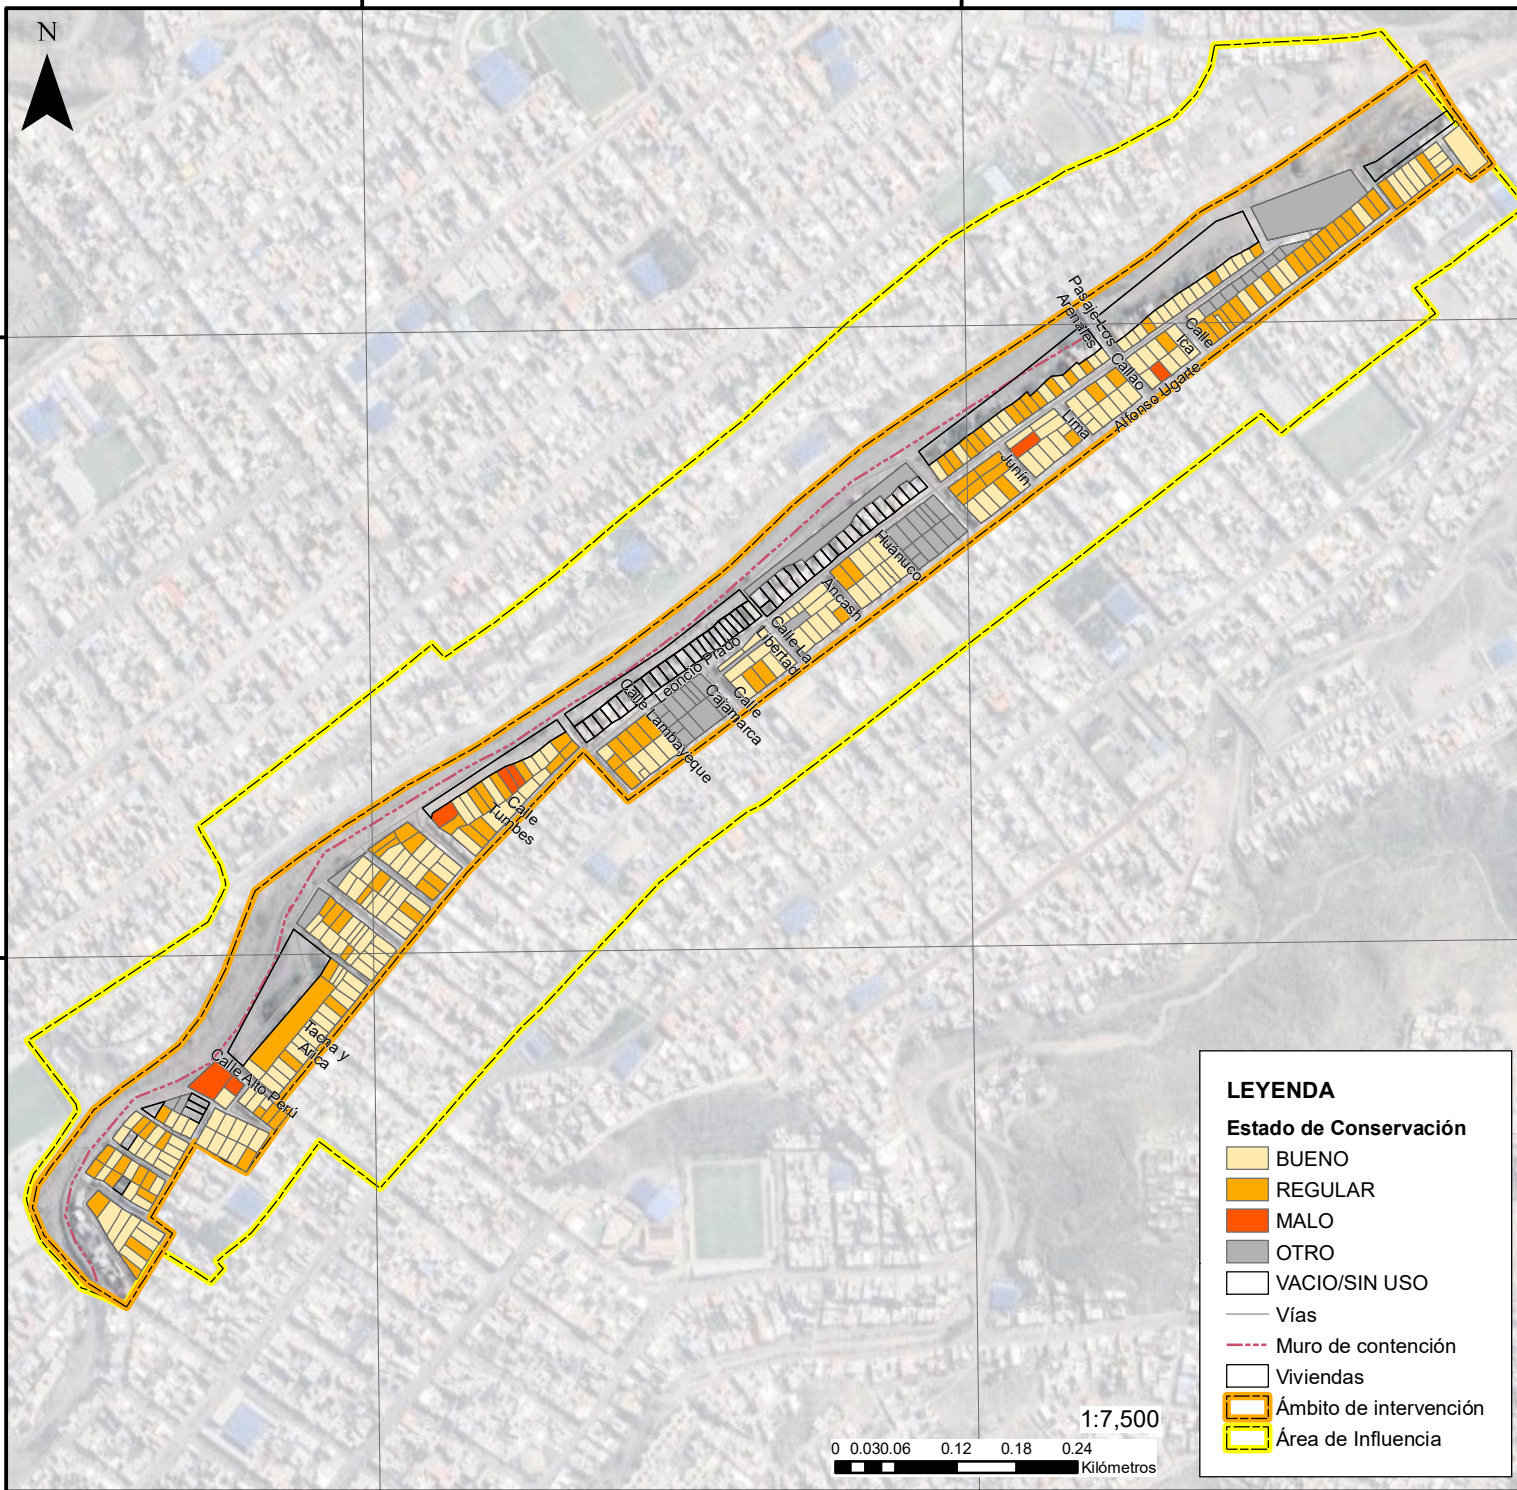 N
Pasaje Los
Arenales
Calle
Ica
Callao
Alfonso Ugarte
Lima
Junín
Huánuco
Ancash
Calle La
Libertad
Calle Leoncio Prado
Calle
Cajamarca
Lambayeque
Calle
Tumbes
Tacna y
Arica
Calle Alto Perú
LEYENDA
Estado de Conservación
BUENO
REGULAR
MALO
OTRO
VACIO/SIN USO
Vías
Muro de contención
Viviendas
Ámbito de intervención
Área de Influencia
1:7,500
0 0.030.06 0.12 0.18 0.24
Kilómetros